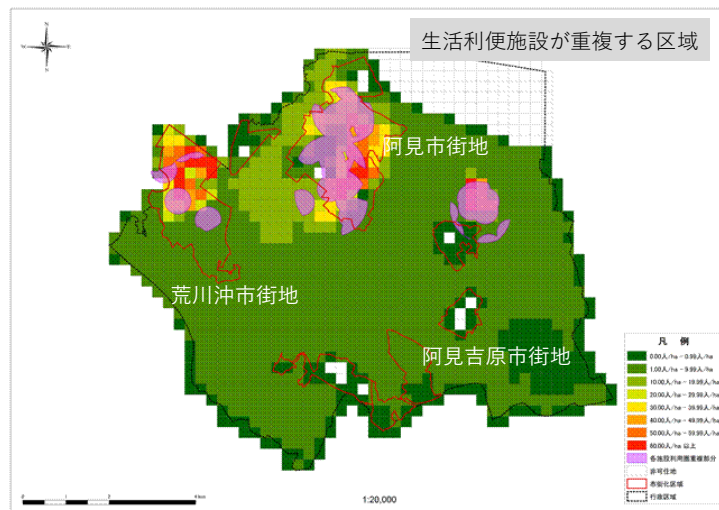 生活利便施設が重複する区域
N
W
E
S
阿見市街地
荒川沖市街地
阿見吉原市街地
凡 例
0.00人/ha - 0.99人/ha
1.00人/ha - 9.99人/ha
10.00人/ha - 19.99人/ha
20.00人/ha - 29.99人/ha
30.00人/ha - 39.99人/ha
40.00人/ha - 49.99人/ha
50.00人/ha - 59.99人/ha
60.00人/ha 以上
各施設利用圏重複部分
非可住地
市街化区域
行政区域
0 1 2 4 km
1:20,000